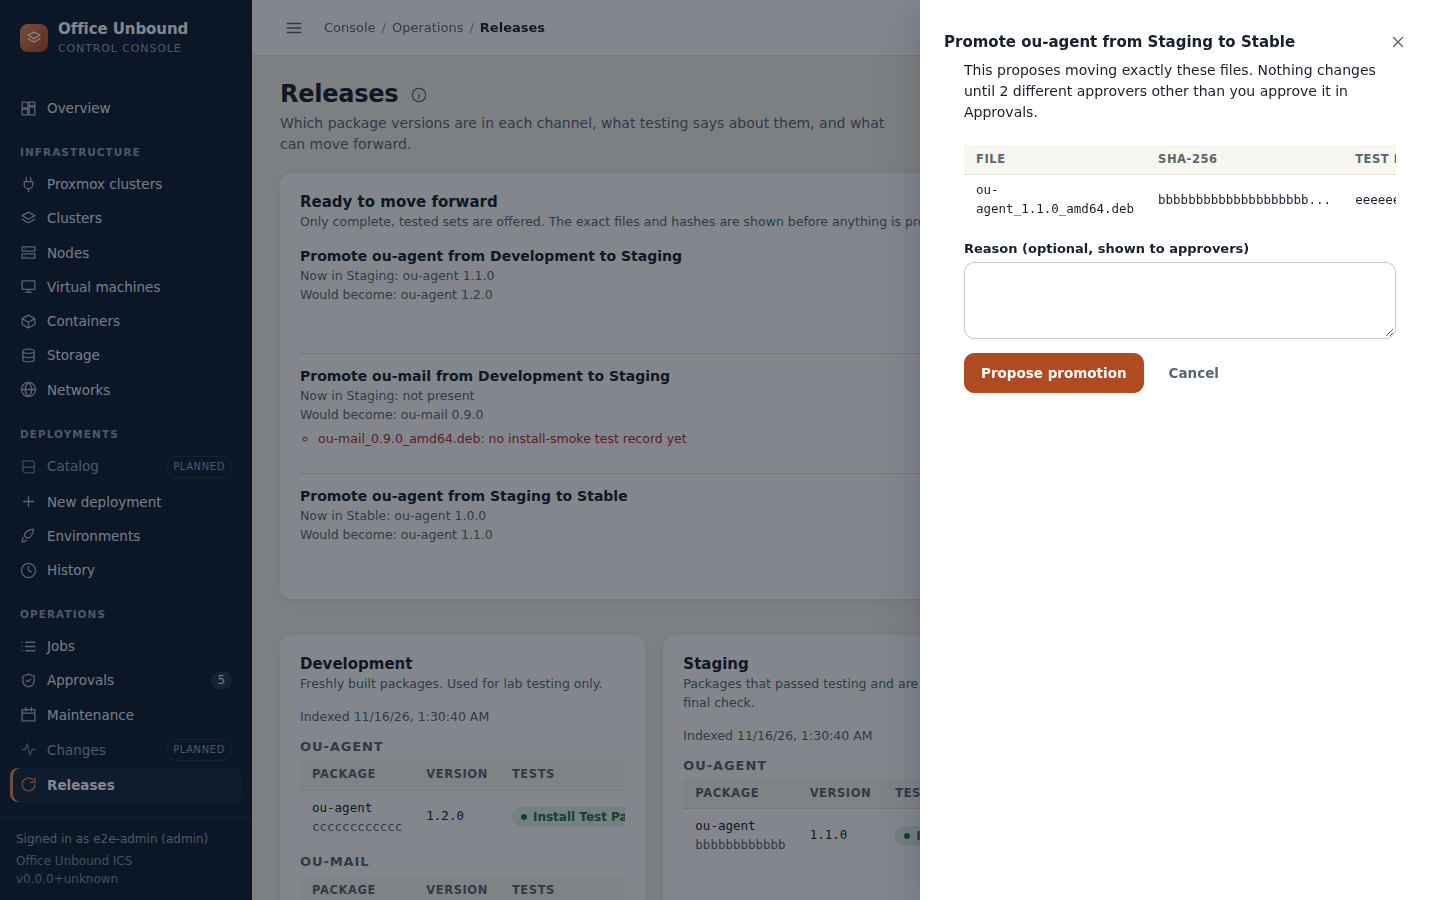 Office Unbound
CONTROL CONSOLE
Overview
INFRASTRUCTURE
Proxmox clusters
Clusters
Nodes
Virtual machines
Containers
Storage
Networks
DEPLOYMENTS
Catalog PLANNED
New deployment
Environments
History
OPERATIONS
Jobs
Approvals 5
Maintenance
Changes PLANNED
Releases
Signed in as e2e-admin (admin)
Office Unbound ICS
v0.0.0+unknown
Console / Operations / Releases
Releases
Which package versions are in each channel, what testing says about them, and what
can move forward.
Ready to move forward
Only complete, tested sets are offered. The exact files and hashes are shown before anything is
Promote ou-agent from Development to Staging
Now in Staging: ou-agent 1.1.0
Would become: ou-agent 1.2.0
Promote ou-mail from Development to Staging
Now in Staging: not present
Would become: ou-mail 0.9.0
ou-mail_0.9.0_amd64.deb: no install-smoke test record yet
Promote ou-agent from Staging to Stable
Now in Stable: ou-agent 1.0.0
Would become: ou-agent 1.1.0
Development
Freshly built packages. Used for lab testing only.
Indexed 11/16/26, 1:30:40 AM
OU-AGENT
PACKAGE VERSION TESTS
ou-agent
cccccccccccc
1.2.0
Install Test Pa
OU-MAIL
PACKAGE VERSION TESTS
Staging
Packages that passed testing and are
final check.
Indexed 11/16/26, 1:30:40 AM
OU-AGENT
PACKAGE VERSION TES
ou-agent
bbbbbbbbbbbb
1.1.0
Promote ou-agent from Staging to Stable
This proposes moving exactly these files. Nothing changes
until 2 different approvers other than you approve it in
Approvals.
FILE SHA-256 TEST
ou-
agent_1.1.0_amd64.deb
bbbbbbbbbbbbbbbbbbbb...
eeeeee
Reason (optional, shown to approvers)
Propose promotion Cancel